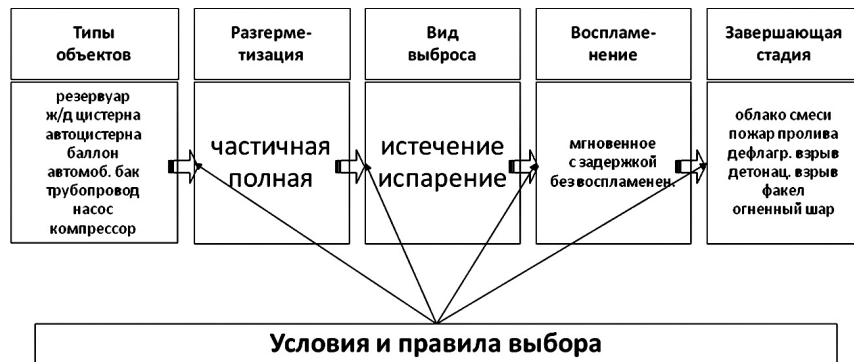 Типы
объектов
Разгерме-
тизация
Вид
выброса
Воспламе-
нение
Завершающая
стадия
резервуар
ж/д цистерна
автоцистерна
баллон
автомоб. бак
трубопровод
насос
компрессор
частичная
полная
истечение
испарение
мгновенное
с задержкой
без воспламенен.
облако смеси
пожар пролива
дефлагр. взрыв
детонац. взрыв
факел
огненный шар
Условия и правила выбора